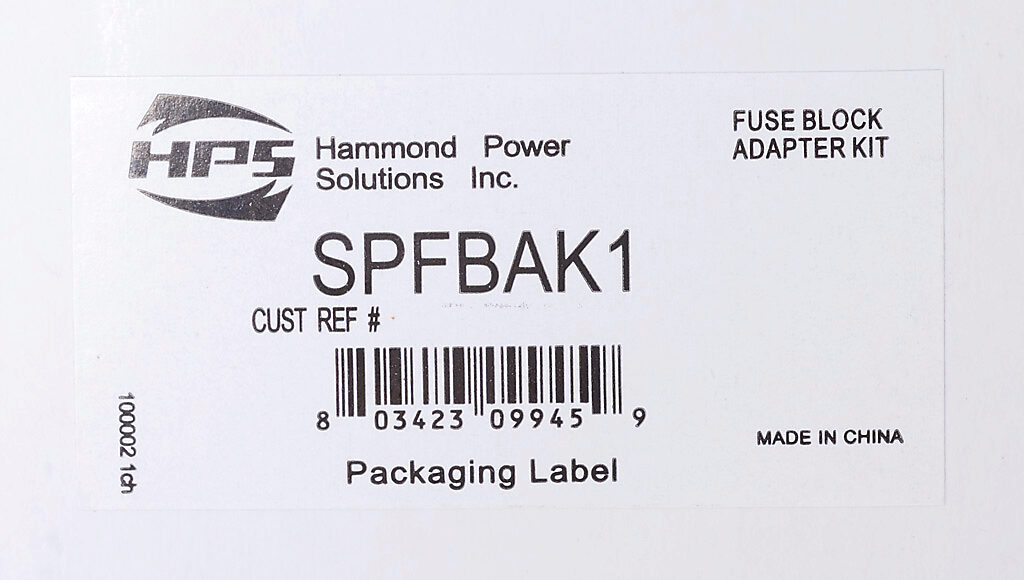 HPS
Hammond Power
Solutions Inc.
FUSE BLOCK
ADAPTER KIT
SPFBAK1
CUST REF #
8 03423 09945 9
Packaging Label
MADE IN CHINA
100002 1ch